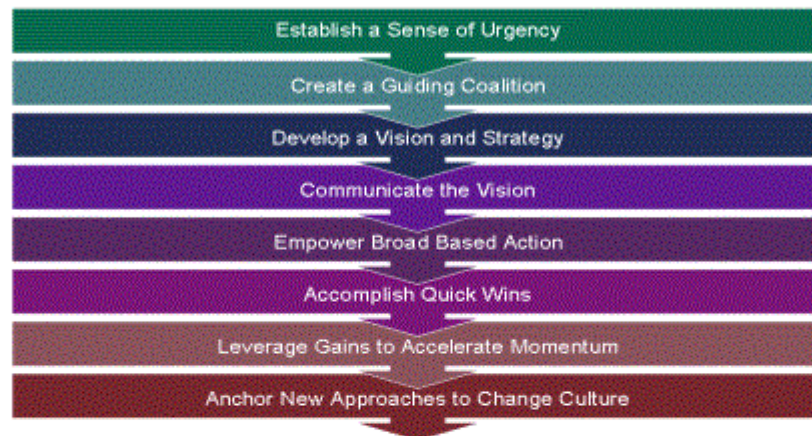 Establish a Sense of Urgency
Create a Guiding Coalition
Develop a Vision and Strategy
Communicate the Vision
Empower Broad Based Action
Accomplish Quick Wins
Leverage Gains to Accelerate Momentum
Anchor New Approaches to Change Culture